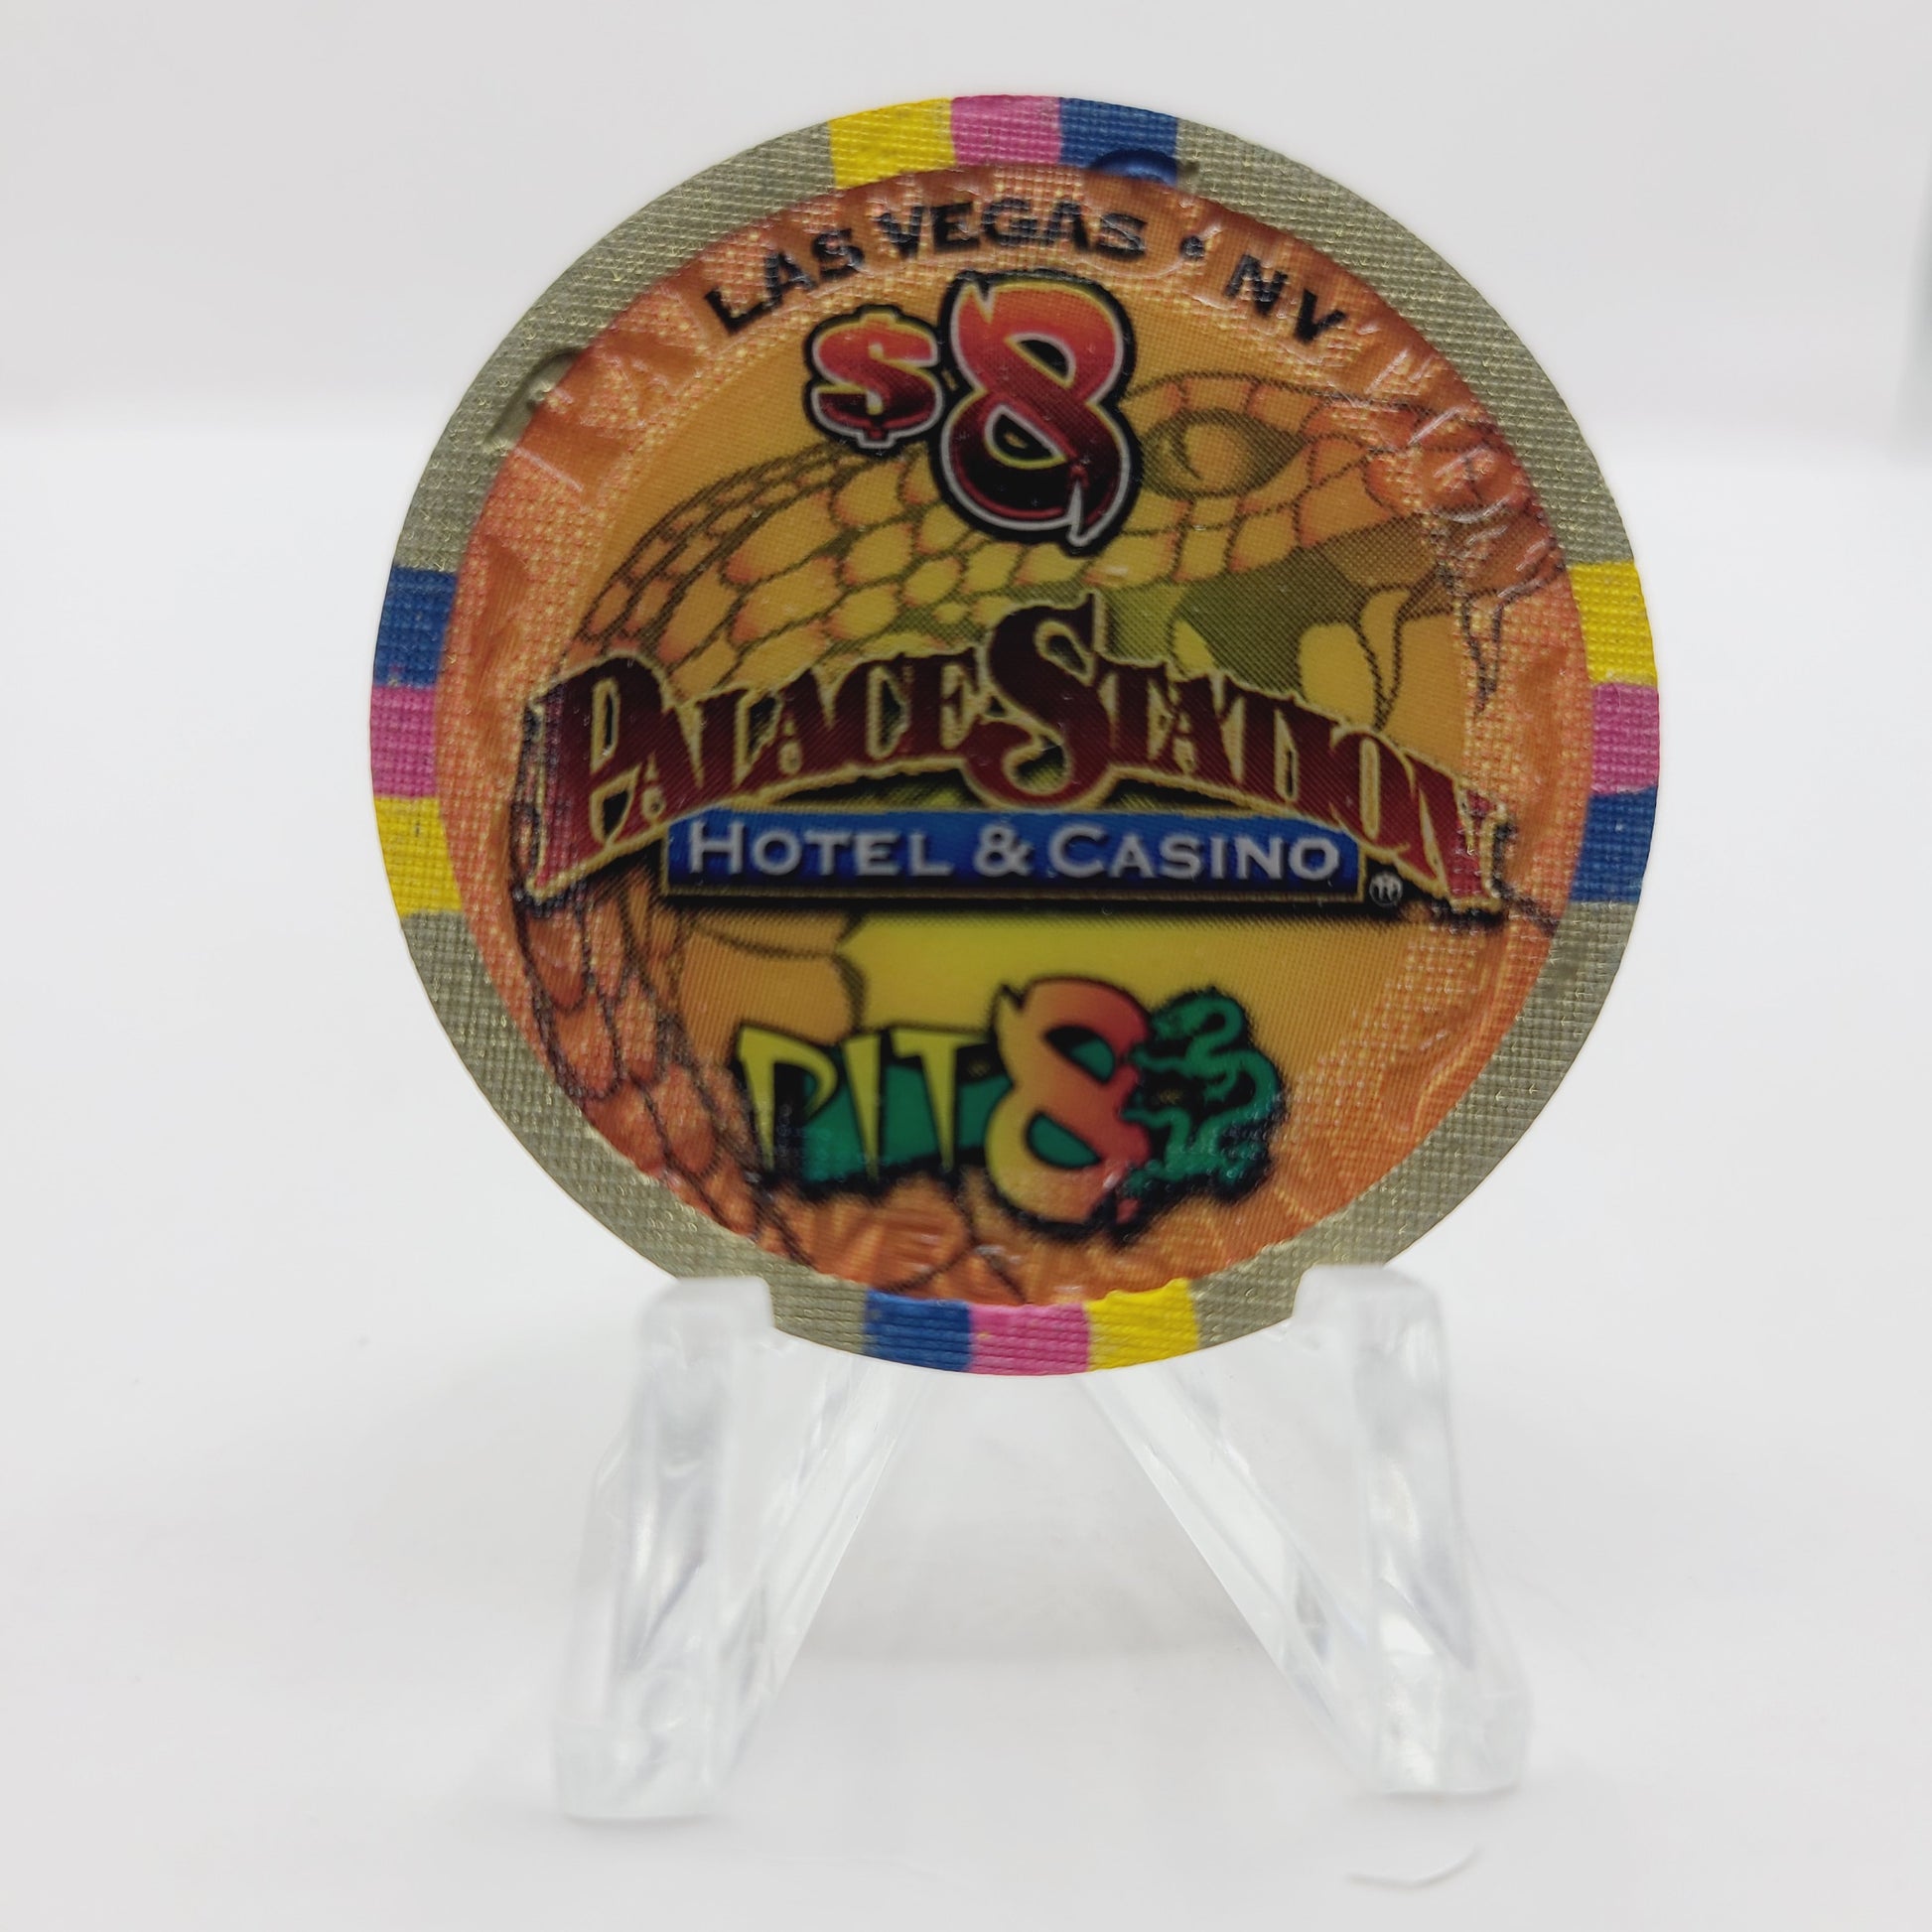 LAS VEGAS • NV
$8
PALACE STATION
HOTEL & CASINO ®
PIT 8